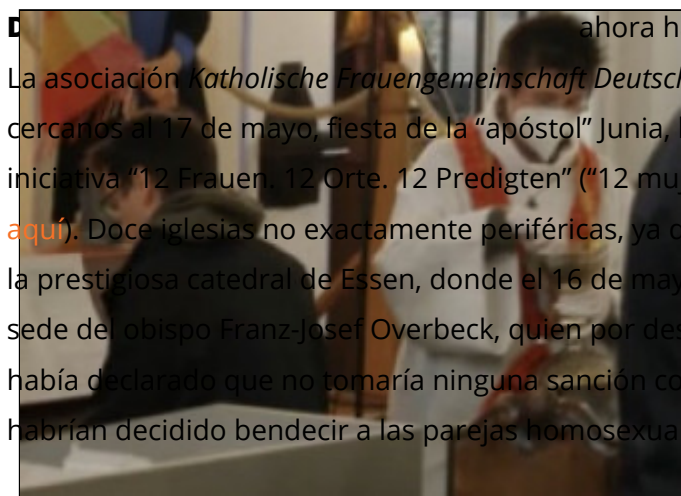 D ahora h
La asociación Katholische Frauengemeinschaft Deutsch
cercanos al 17 de mayo, fiesta de la “apóstol” Junia, l
iniciativa “12 Frauen. 12 Orte. 12 Predigten” (“12 muj
aquí). Doce iglesias no exactamente periféricas, ya q
la prestigiosa catedral de Essen, donde el 16 de may
sede del obispo Franz-Josef Overbeck, quien por des
había declarado que no tomaría ninguna sanción co
habrían decidido bendecir a las parejas homosexua